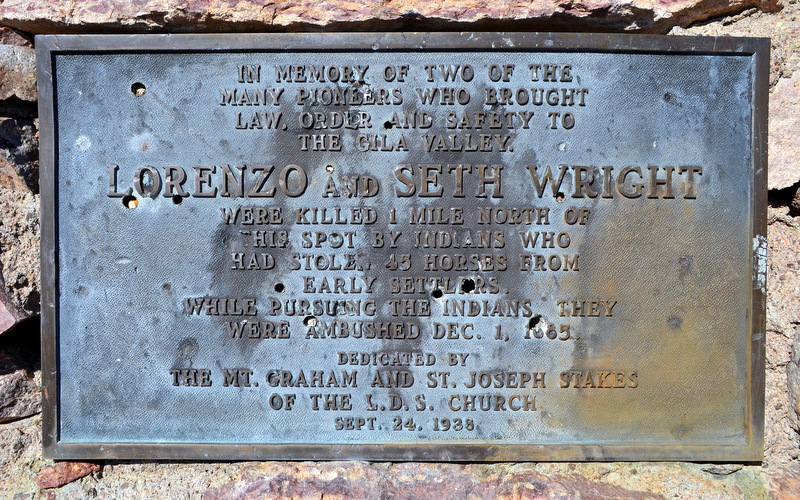 IN MEMORY OF TWO OF THE
MANY PIONEERS WHO BROUGHT
LAW, ORDER AND SAFETY TO
THE GILA VALLEY.
LORENZO AND SETH WRIGHT
WERE KILLED 1 MILE NORTH OF
THIS SPOT BY INDIANS WHO
HAD STOLEN 45 HORSES FROM
EARLY SETTLERS.
WHILE PURSUING THE INDIANS, THEY
WERE AMBUSHED DEC. 1, 1885.
DEDICATED BY
THE MT. GRAHAM AND ST. JOSEPH STAKES
OF THE L.D.S. CHURCH
SEPT. 24, 1938.